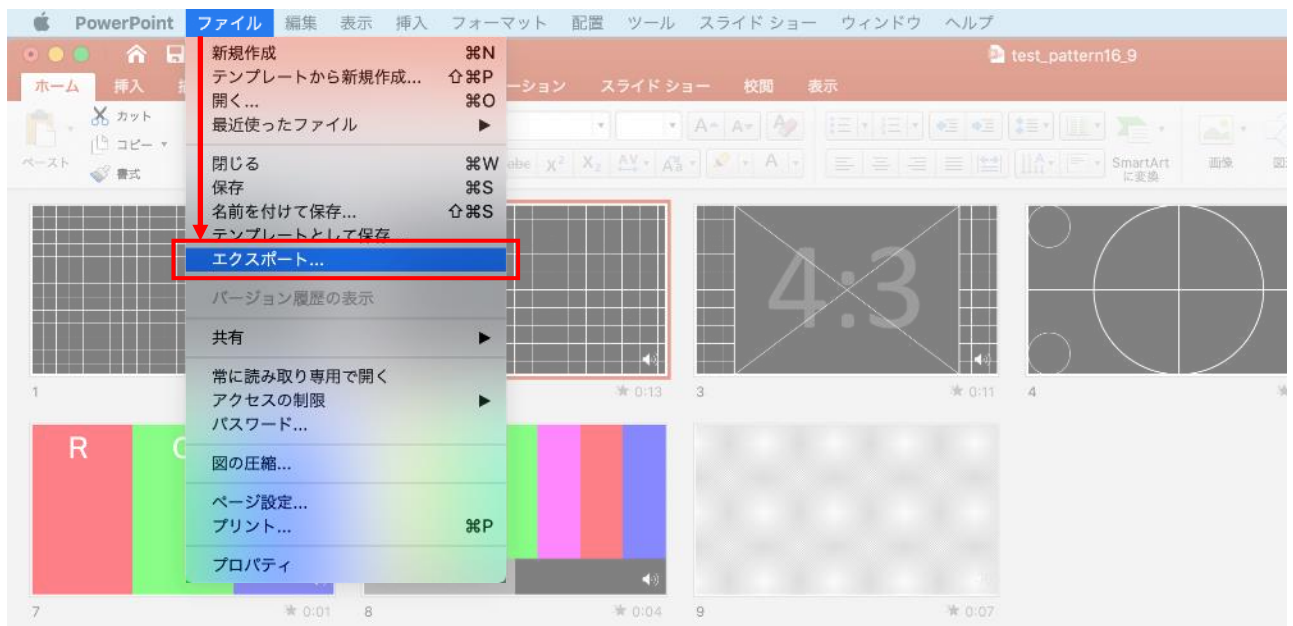 PowerPoint ファイル 編集 表示 挿入 フォーマット 配置 ツール スライド ショー ウィンドウ ヘルプ
test_pattern16_9
ホーム 挿入 ーション スライド ショー 校閲 表示
新規作成 ⌘N
テンプレートから新規作成... ⇧⌘P
開く... ⌘O
最近使ったファイル ▶
閉じる ⌘W
保存 ⌘S
名前を付けて保存... ⇧⌘S
テンプレートとして保存
エクスポート...
バージョン履歴の表示
共有 ▶
常に読み取り専用で開く
アクセスの制限 ▶
パスワード...
図の圧縮...
ページ設定...
プリント... ⌘P
プロパティ
ペースト
カット
コピー
書式
abe X² X₂ AV
A A A
SmartArt
に変換
画像
4:3
1
0:13
3
0:11
4
R
7
0:01
8
0:04
9
0:07